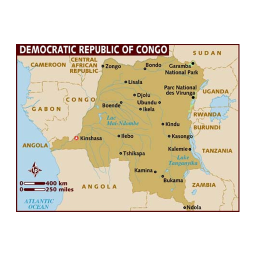 DEMOCRATIC REPUBLIC OF CONGO
SUDAN
CAMEROON
CENTRAL
AFRICAN
REPUBLIC
Zongo
Bondo
Garamba
National Park
Lisala
Parc National
des Virunga
UGANDA
CONGO
Djolu
Boende
Ubundu
Ikela
GABON
RWANDA
Lac
Mai-Ndombe
Kindu
BURUNDI
Kinshasa
Ilebo
Kasongo
ANGOLA
Tshikapa
Kalemie
TANZANIA
Lake
Tanganyika
Kamina
Bukama
ZAMBIA
400 km
250 miles
ANGOLA
ATLANTIC
OCEAN
Ndola